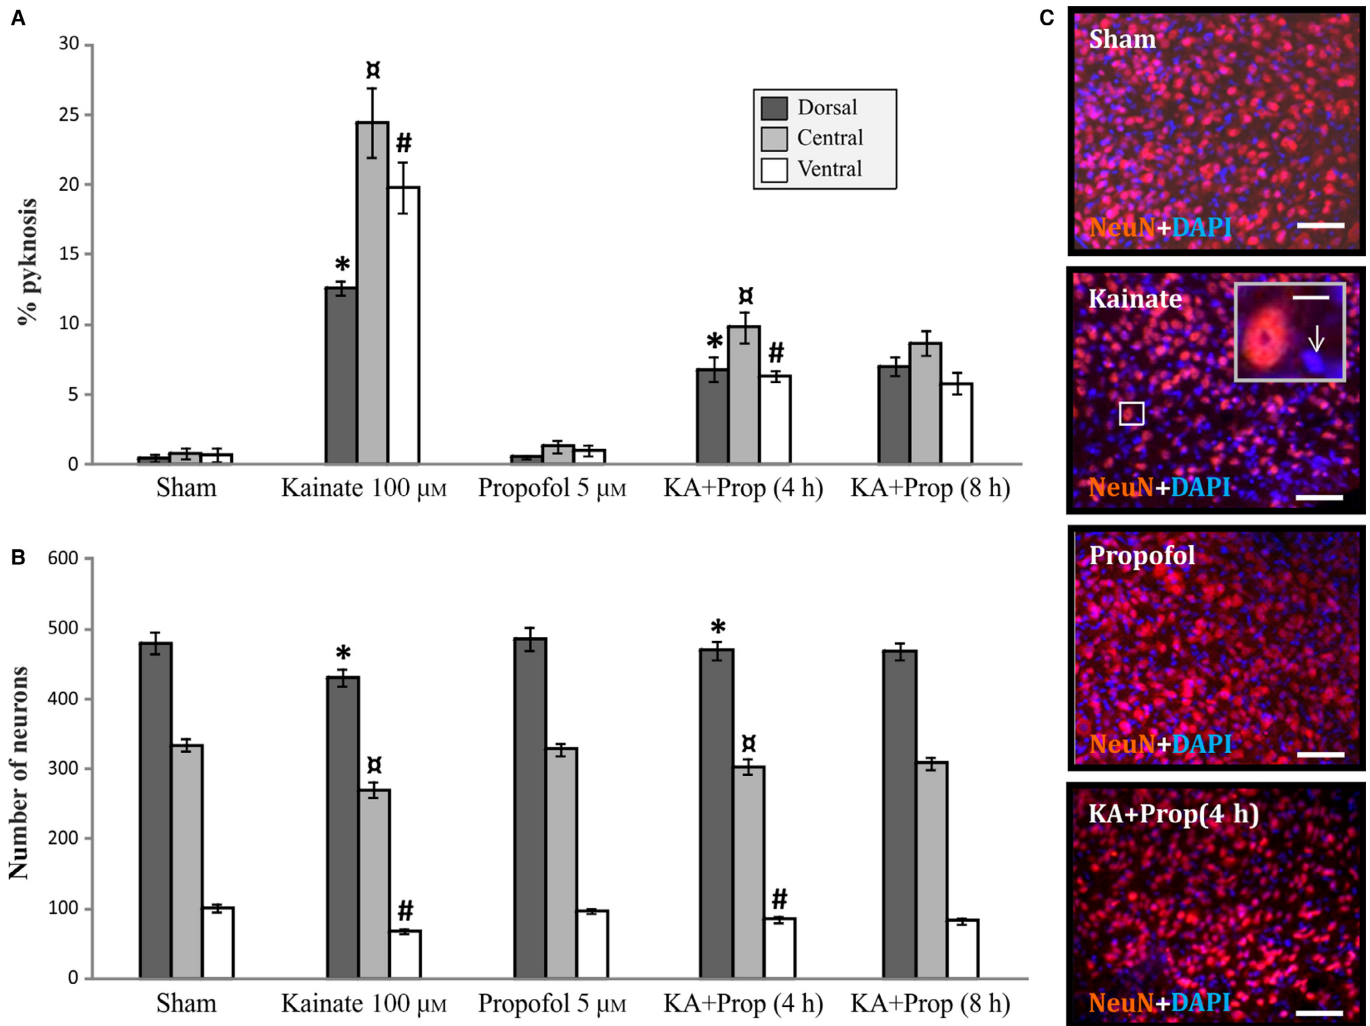 A
30
25
20
15
10
5
0
% pyknosis
*
¤
#
*
¤
#
Dorsal
Central
Ventral
Sham
Kainate 100 μM
Propofol 5 μM
KA+Prop (4 h)
KA+Prop (8 h)
B
600
500
400
300
200
100
0
Number of neurons
*
¤
#
*
¤
#
Sham
Kainate 100 μM
Propofol 5 μM
KA+Prop (4 h)
KA+Prop (8 h)
C
Sham
NeuN+DAPI
Kainate
NeuN+DAPI
Propofol
NeuN+DAPI
KA+Prop(4 h)
NeuN+DAPI